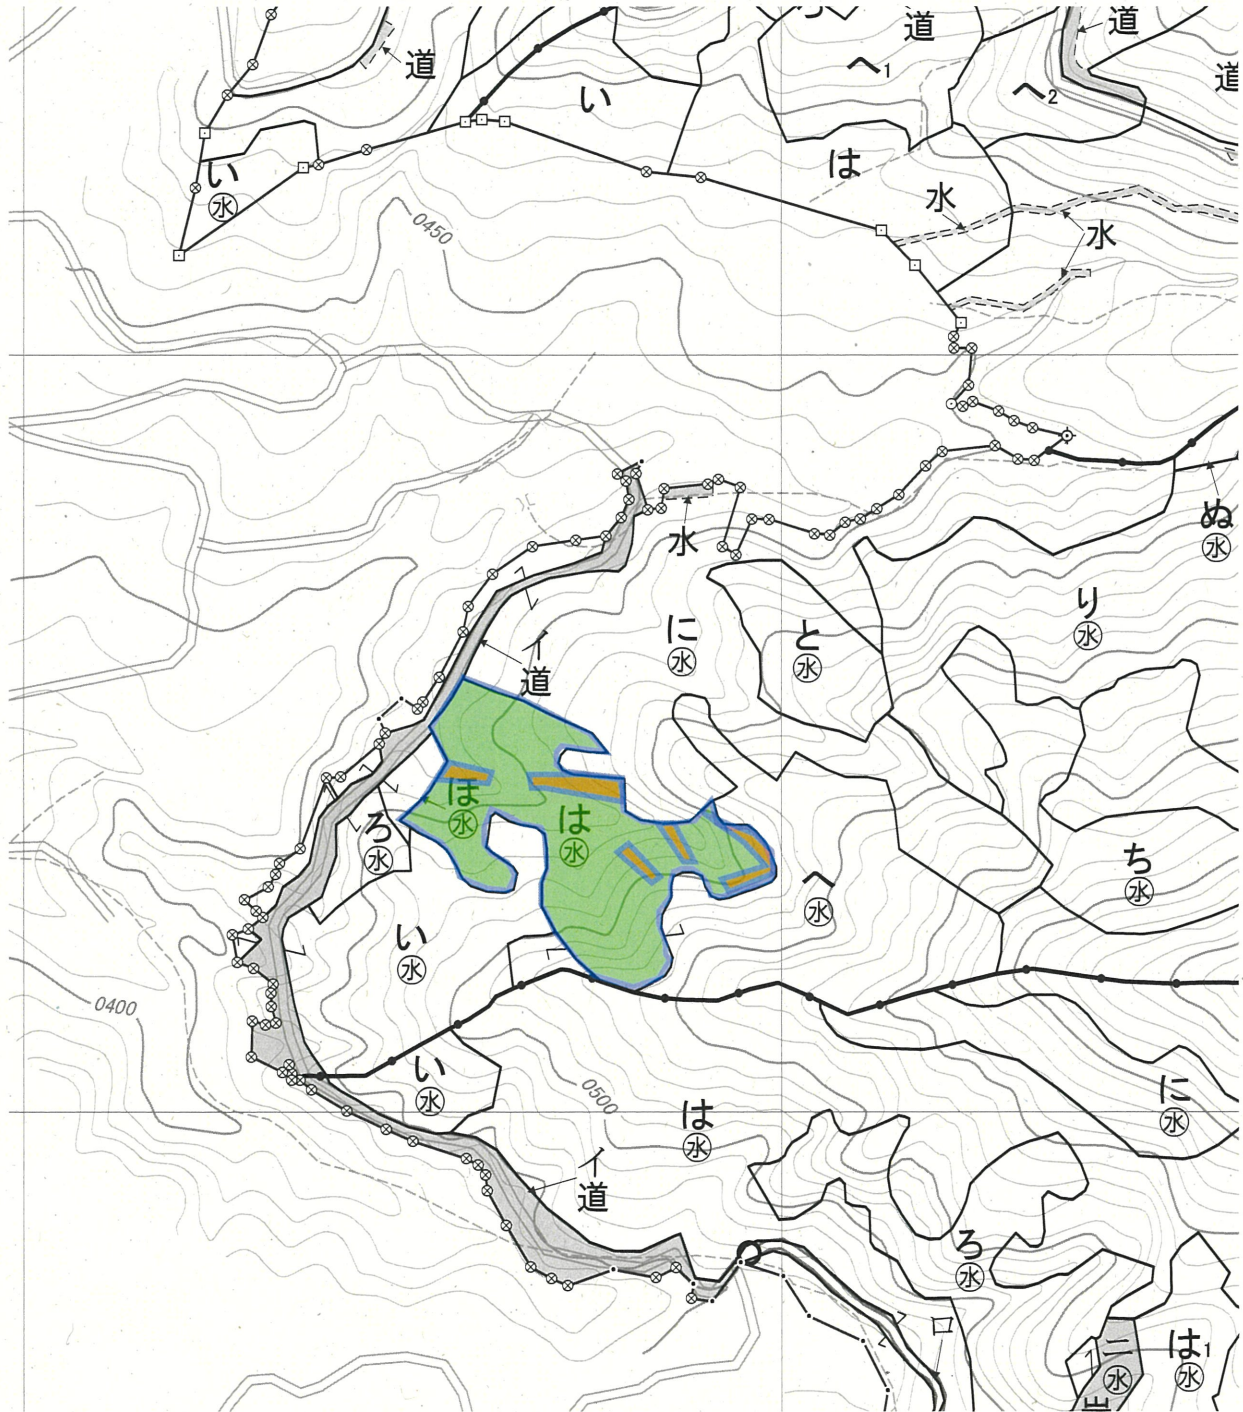 道
へ1
道
へ2
道
い
は
い
水
水
水
0450
ぬ
水
水
り
水
に
水
と
水
イ
道
ほ
水
は
水
ろ
水
ち
水
へ
水
い
水
0400
い
水
0500
は
水
に
水
イ
道
ろ
水
ニ
水
は1
水